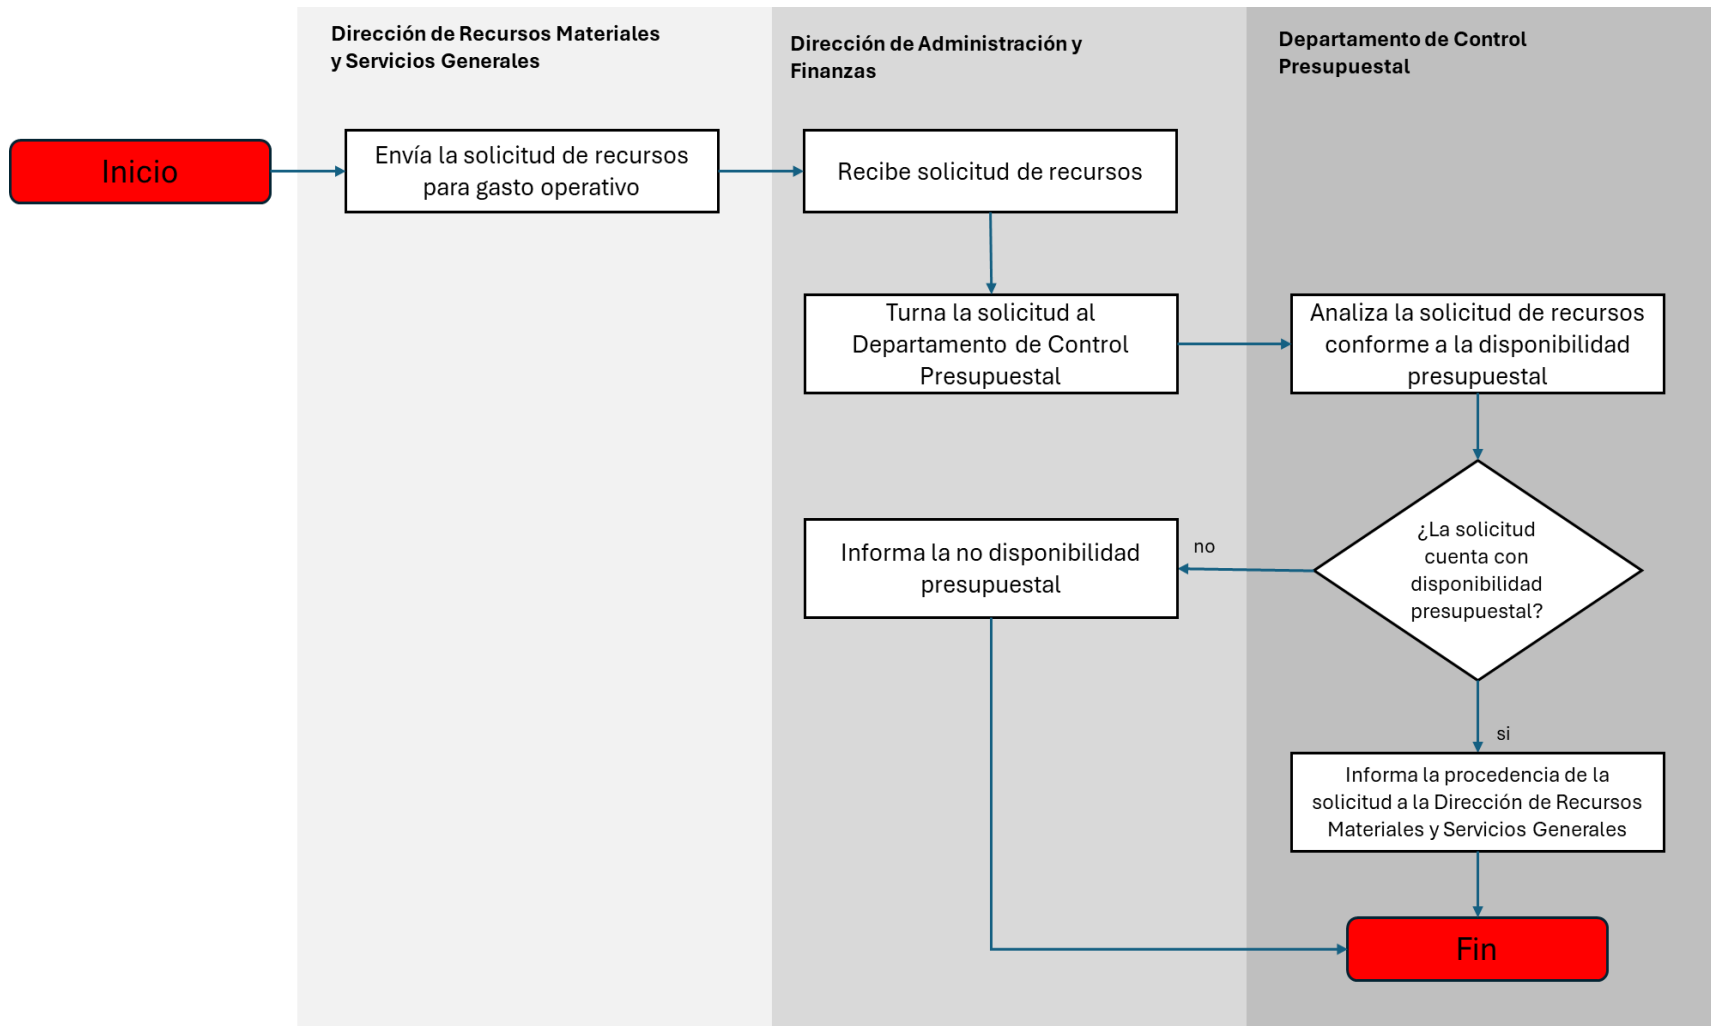 Dirección de Recursos Materiales
y Servicios Generales
Dirección de Administración y
Finanzas
Departamento de Control
Presupuestal
Inicio
Envía la solicitud de recursos
para gasto operativo
Recibe solicitud de recursos
Turna la solicitud al
Departamento de Control
Presupuestal
Analiza la solicitud de recursos
conforme a la disponibilidad
presupuestal
¿La solicitud
cuenta con
disponibilidad
presupuestal?
no
Informa la no disponibilidad
presupuestal
si
Informa la procedencia de la
solicitud a la Dirección de Recursos
Materiales y Servicios Generales
Fin